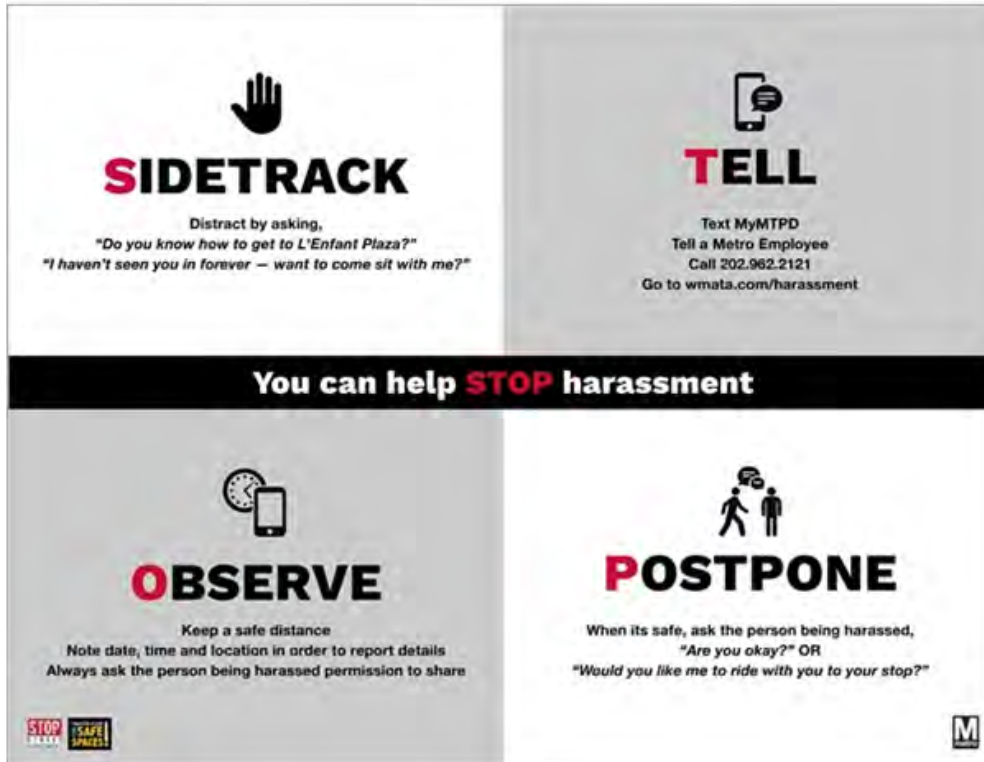 SIDETRACK
Distract by asking,
"Do you know how to get to L'Enfant Plaza?"
"I haven't seen you in forever — want to come sit with me?"
TELL
Text MyMTPD
Tell a Metro Employee
Call 202.962.2121
Go to wmata.com/harassment
You can help STOP harassment
OBSERVE
Keep a safe distance
Note date, time and location in order to report details
Always ask the person being harassed permission to share
POSTPONE
When its safe, ask the person being harassed,
"Are you okay?" OR
"Would you like me to ride with you to your stop?"
STOP
SAFE
SPACES!
M